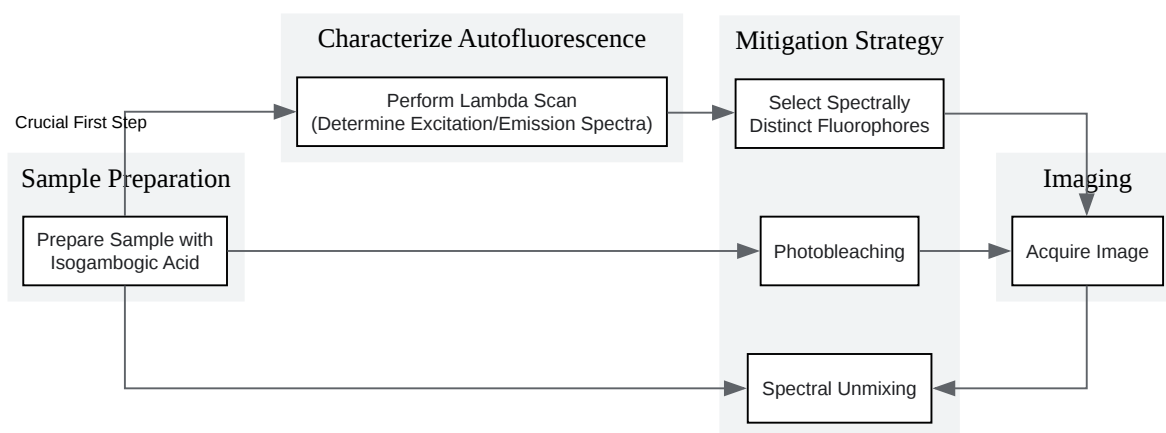 Characterize Autofluorescence
Mitigation Strategy
Perform Lambda Scan
(Determine Excitation/Emission Spectra)
Select Spectrally
Distinct Fluorophores
Crucial First Step
Sample Preparation
Imaging
Prepare Sample with
Isogambogic Acid
Photobleaching
Acquire Image
Spectral Unmixing